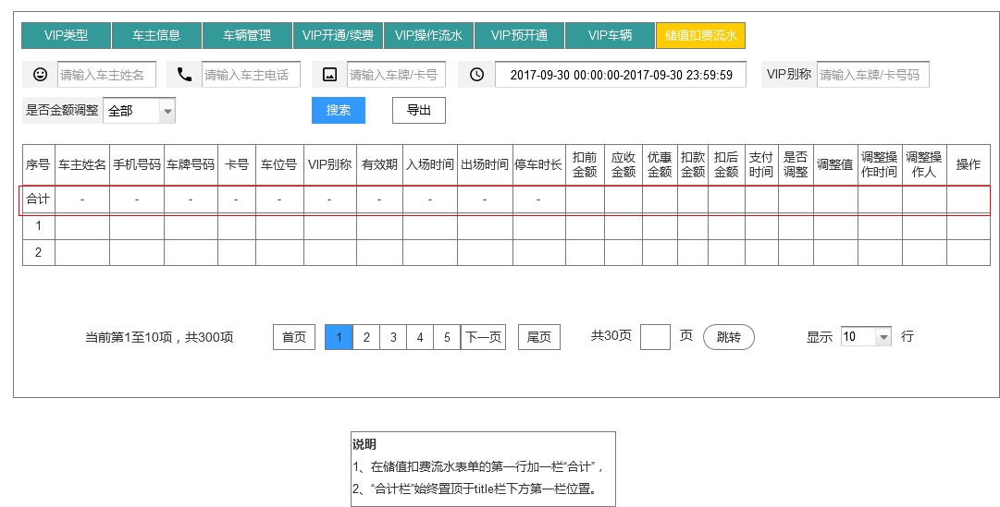 VIP类型 车主信息 车辆管理 VIP开通/续费 VIP操作流水 VIP预开通 VIP车辆 储值扣费流水
请输入车主姓名 请输入车主电话 请输入车牌/卡号 2017-09-30 00:00:00-2017-09-30 23:59:59 VIP别称 请输入车牌/卡号码
是否金额调整 全部 搜索 导出
序号 车主姓名 手机号码 车牌号码 卡号 车位号 VIP别称 有效期 入场时间 出场时间 停车时长 扣前金额 应收金额 优惠金额 扣款金额 扣后金额 支付时间 是否调整 调整值 调整操作时间 调整操作人 操作
合计 - - - - - - - - - -
1
2
当前第1至10项，共300项 首页 1 2 3 4 5 下一页 尾页 共30页 页 跳转 显示 10 行
说明
1、在储值扣费流水表单的第一行加一栏“合计”，
2、“合计栏”始终置顶于title栏下方第一栏位置。